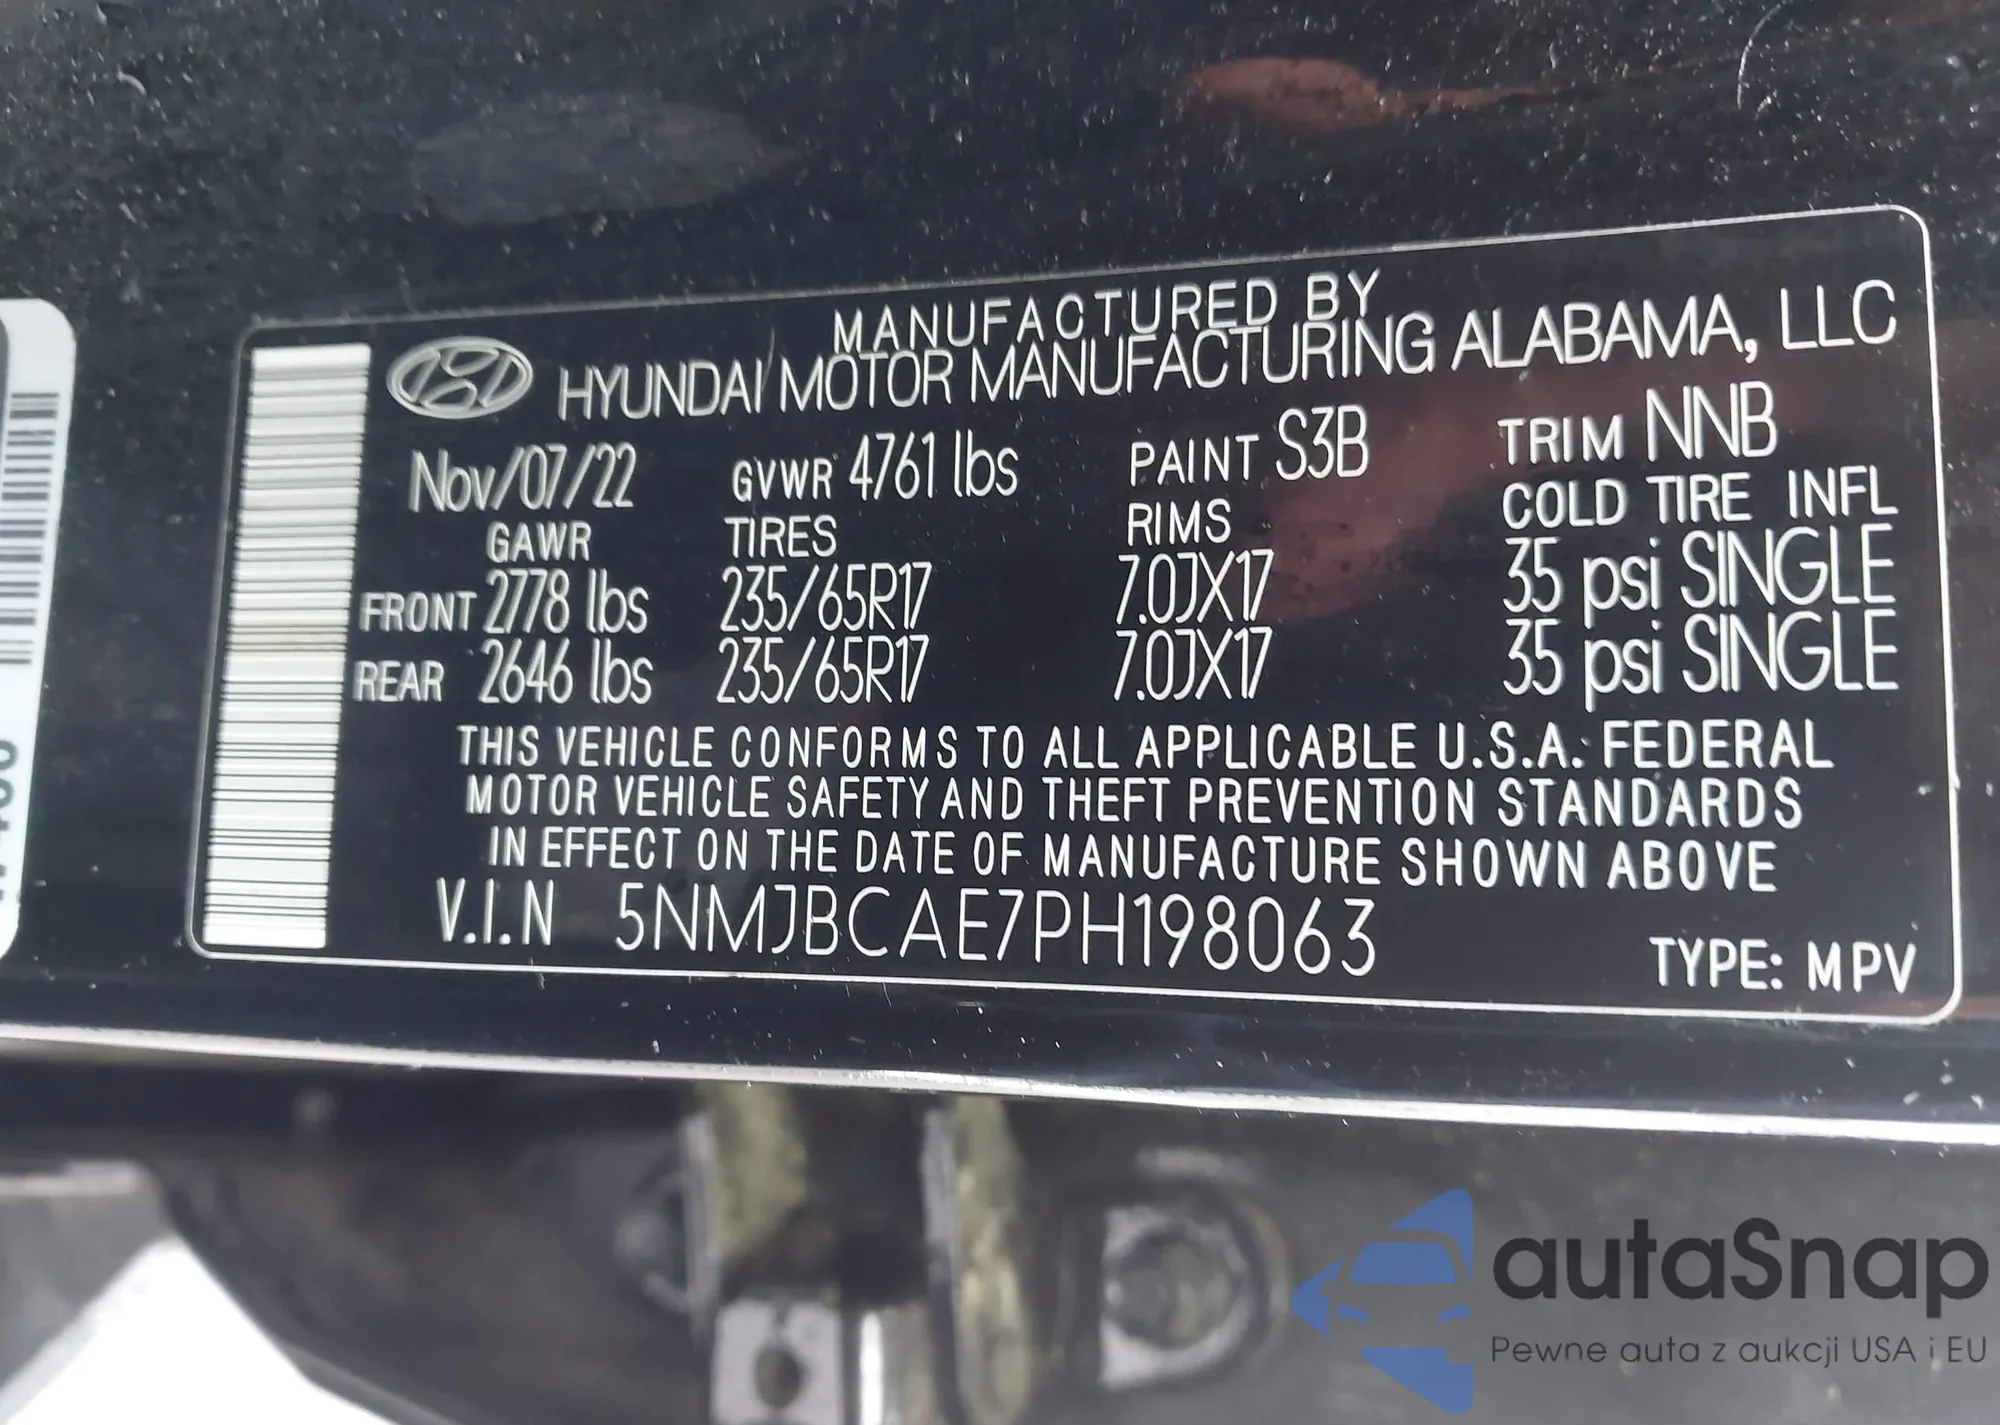 MANUFACTURED BY
HYUNDAI MOTOR MANUFACTURING ALABAMA, LLC
Nov/07/22 GVWR 4761 lbs PAINT S3B TRIM NNB
GAWR TIRES RIMS COLD TIRE INFL
FRONT 2778 lbs 235/65R17 7.0JX17 35 psi SINGLE
REAR 2646 lbs 235/65R17 7.0JX17 35 psi SINGLE
THIS VEHICLE CONFORMS TO ALL APPLICABLE U.S.A. FEDERAL
MOTOR VEHICLE SAFETY AND THEFT PREVENTION STANDARDS
IN EFFECT ON THE DATE OF MANUFACTURE SHOWN ABOVE
V.I.N 5NMJBCAE7PH198063 TYPE: MPV
autaSnap
Pewne auta z aukcji USA i EU